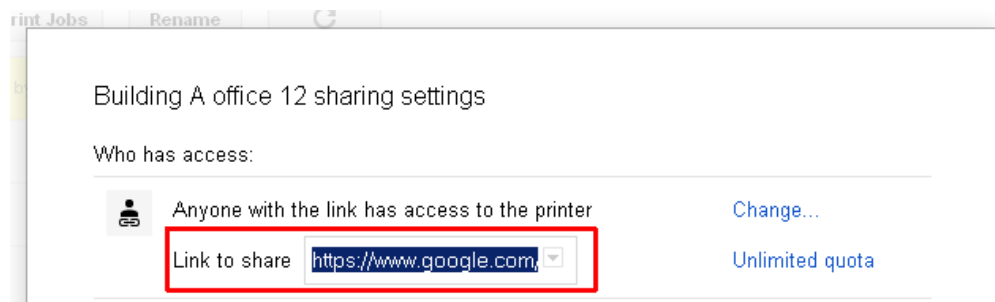 rint Jobs Rename
Building A office 12 sharing settings
Who has access:
Anyone with the link has access to the printer Change...
Link to share https://www.google.com/ Unlimited quota